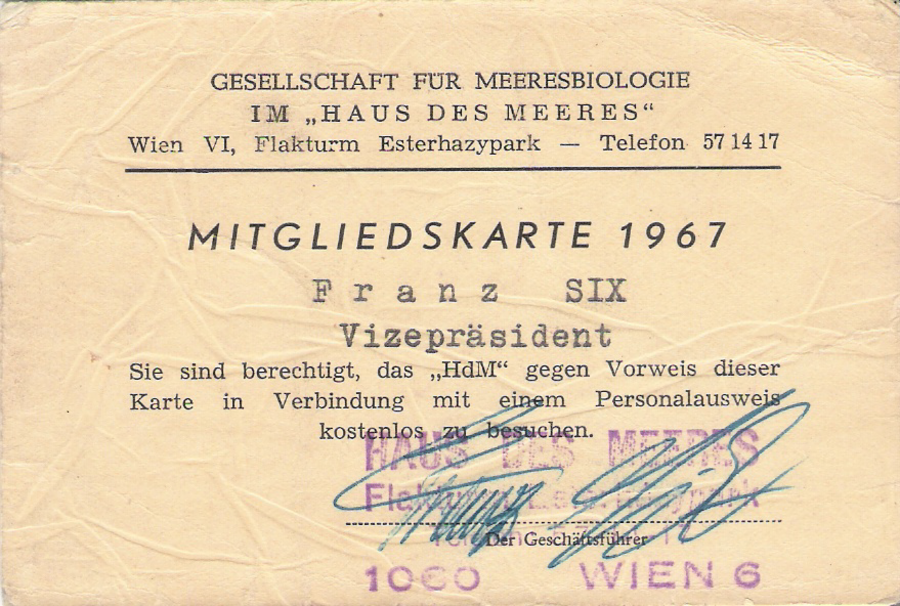 GESELLSCHAFT FÜR MEERESBIOLOGIE
IM „HAUS DES MEERES“
Wien VI, Flakturm Esterhazypark — Telefon 57 14 17
MITGLIEDSKARTE 1967
Franz SIX
Vizepräsident
Sie sind berechtigt, das „HdM“ gegen Vorweis dieser
Karte in Verbindung mit einem Personalausweis
kostenlos zu besuchen.
HAUS DES MEERES
Der Geschäftsführer
1060 WIEN 6